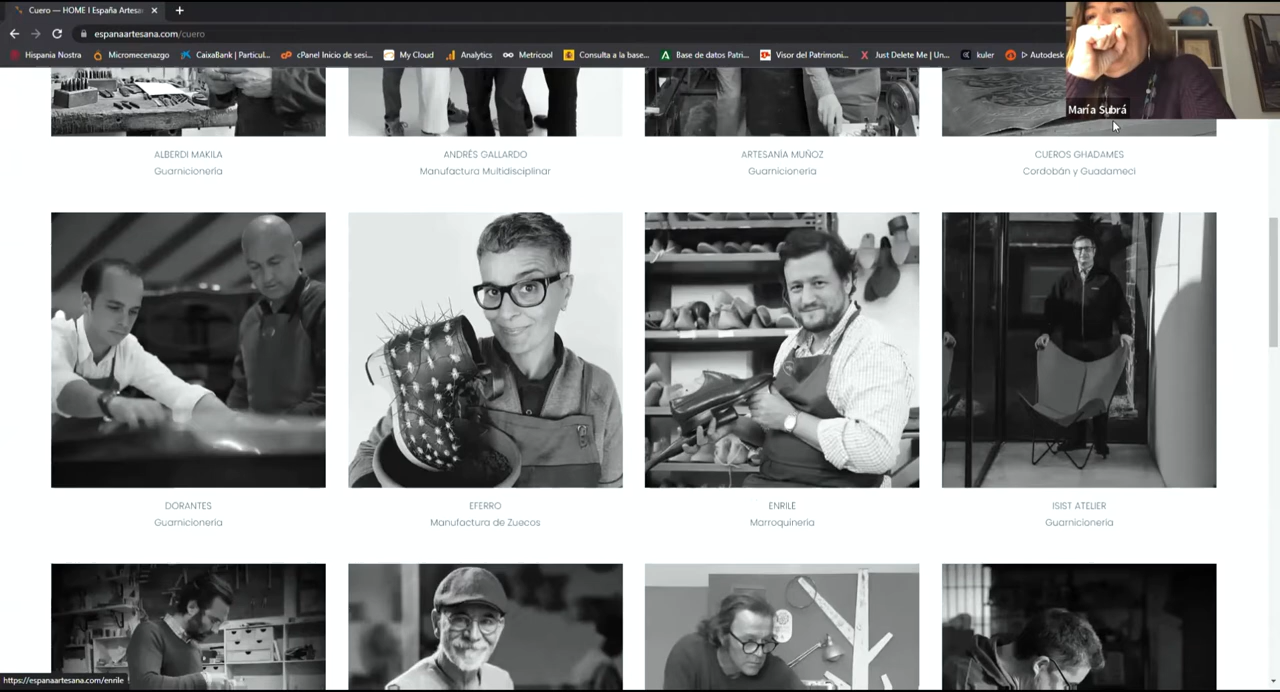 Cuero — HOME I España Artesan
espanaartesana.com/cuero
Hispania Nostra
Micromecenazgo
CaixaBank | Particul...
cPanel Inicio de sesi...
My Cloud
Analytics
Metricool
Consulta a la base...
Base de datos Patri...
Visor del Patrimoni...
Just Delete Me | Un...
kuler
Autodesk
María Subrá
ALBERDI MAKILA
Guarnicionería
ANDRÉS GALLARDO
Manufactura Multidisciplinar
ARTESANÍA MUÑOZ
Guarnicionería
CUEROS GHADAMES
Cordobán y Guadamecí
DORANTES
Guarnicionería
EFERRO
Manufactura de Zuecos
ENRILE
Marroquinería
ISIST ATELIER
Guarnicionería
https://espanaartesana.com/enrile